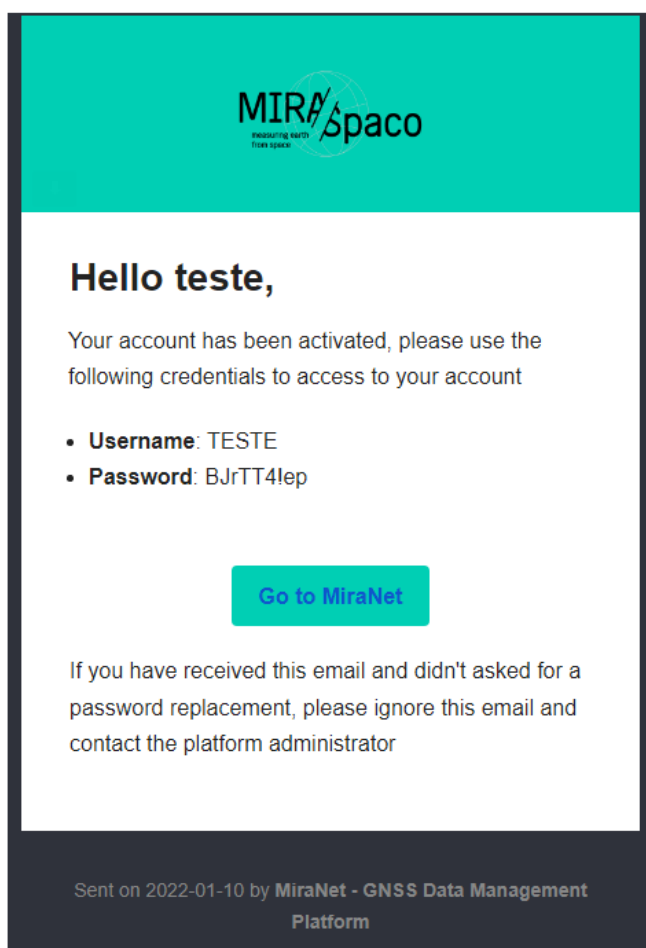 MIRA/Spaco
measuring earth
from space
Hello teste,
Your account has been activated, please use the
following credentials to access to your account
• Username: TESTE
• Password: BJrTT4!ep
Go to MiraNet
If you have received this email and didn't asked for a
password replacement, please ignore this email and
contact the platform administrator
Sent on 2022-01-10 by MiraNet - GNSS Data Management
Platform